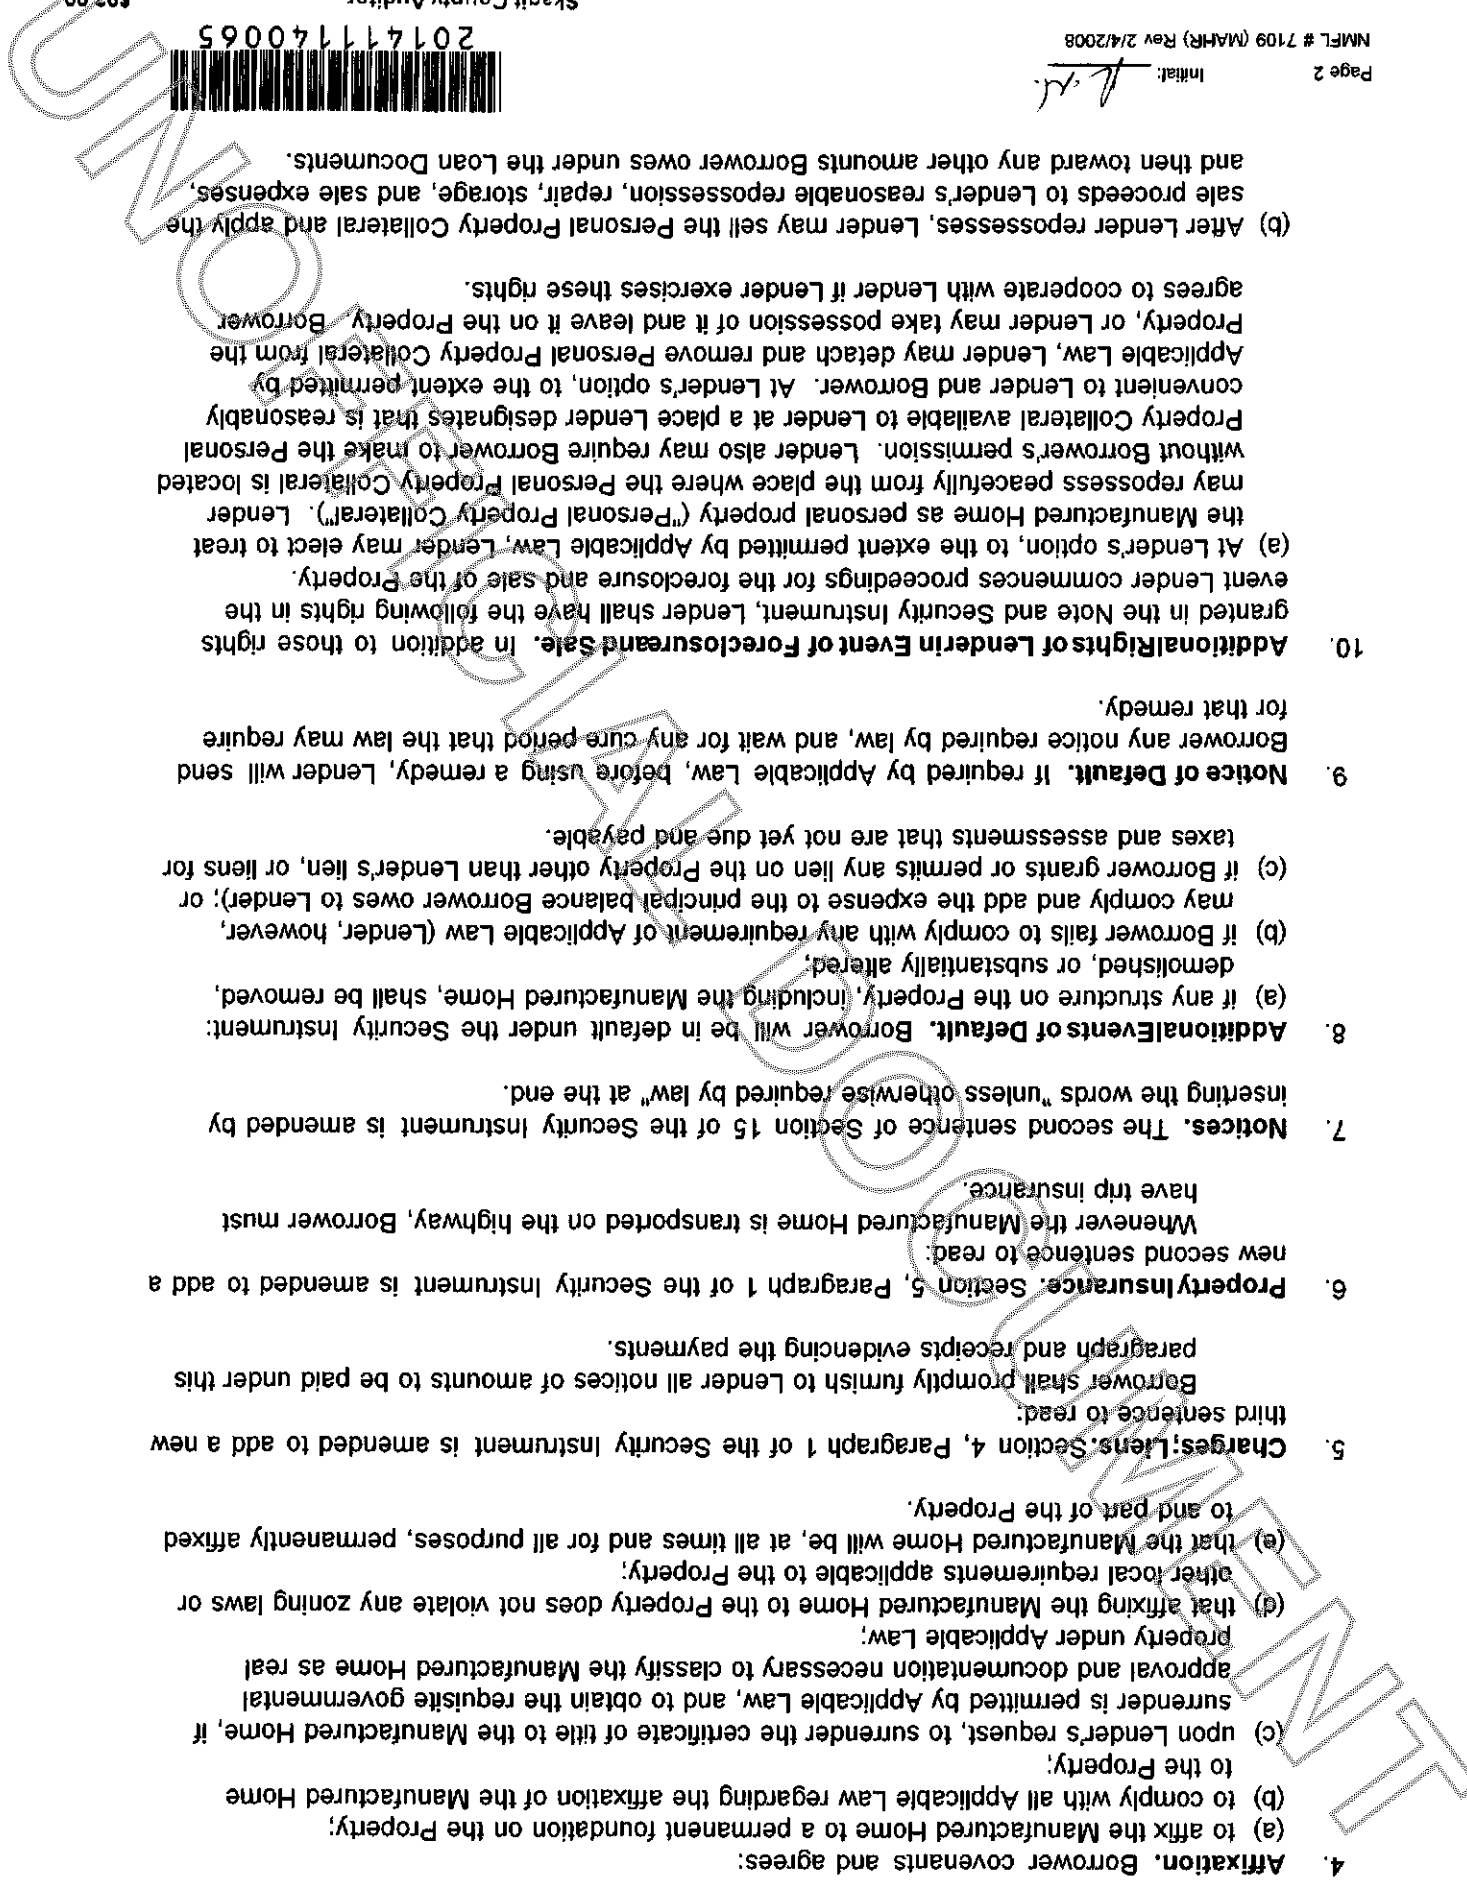 4. Affixation. Borrower covenants and agrees:
(a) to affix the Manufactured Home to a permanent foundation on the Property;
(b) to comply with all Applicable Law regarding the affixation of the Manufactured Home
to the Property;
(c) upon Lender's request, to surrender the certificate of title to the Manufactured Home, if
surrender is permitted by Applicable Law, and to obtain the requisite governmental
approval and documentation necessary to classify the Manufactured Home as real
property under Applicable Law;
(d) that affixing the Manufactured Home to the Property does not violate any zoning laws or
other local requirements applicable to the Property;
(e) that the Manufactured Home will be, at all times and for all purposes, permanently affixed
to and part of the Property.
5. Charges;Liens. Section 4, Paragraph 1 of the Security Instrument is amended to add a new
third sentence to read:
Borrower shall promptly furnish to Lender all notices of amounts to be paid under this
paragraph and receipts evidencing the payments.
6. PropertyInsurance. Section 5, Paragraph 1 of the Security Instrument is amended to add a
new second sentence to read:
Whenever the Manufactured Home is transported on the highway, Borrower must
have trip insurance.
7. Notices. The second sentence of Section 15 of the Security Instrument is amended by
inserting the words "unless otherwise required by law" at the end.
8. AdditionalEvents of Default. Borrower will be in default under the Security Instrument:
(a) if any structure on the Property, including the Manufactured Home, shall be removed,
demolished, or substantially altered;
(b) if Borrower fails to comply with any requirement of Applicable Law (Lender, however,
may comply and add the expense to the principal balance Borrower owes to Lender); or
(c) if Borrower grants or permits any lien on the Property other than Lender's lien, or liens for
taxes and assessments that are not yet due and payable.
9. Notice of Default. If required by Applicable Law, before using a remedy, Lender will send
Borrower any notice required by law, and wait for any cure period that the law may require
for that remedy.
10. AdditionalRights of Lender in Event of Foreclosureand Sale. In addition to those rights
granted in the Note and Security Instrument, Lender shall have the following rights in the
event Lender commences proceedings for the foreclosure and sale of the Property.
(a) At Lender's option, to the extent permitted by Applicable Law, Lender may elect to treat
the Manufactured Home as personal property ("Personal Property Collateral"). Lender
may repossess peacefully from the place where the Personal Property Collateral is located
without Borrower's permission. Lender also may require Borrower to make the Personal
Property Collateral available to Lender at a place Lender designates that is reasonably
convenient to Lender and Borrower. At Lender's option, to the extent permitted by
Applicable Law, Lender may detach and remove Personal Property Collateral from the
Property, or Lender may take possession of it and leave it on the Property. Borrower
agrees to cooperate with Lender if Lender exercises these rights.
(b) After Lender repossesses, Lender may sell the Personal Property Collateral and apply the
sale proceeds to Lender's reasonable repossession, repair, storage, and sale expenses,
and then toward any other amounts Borrower owes under the Loan Documents.
Page 2 Initial:
NMFL # 7109 (MAHR) Rev 2/4/2008
201411140065
Skagit County Auditor
UNOFFICIAL DOCUMENT